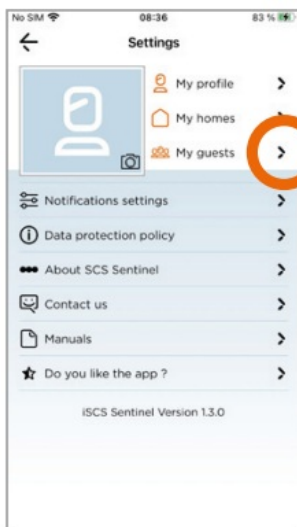 No SIM 08:36 83 %
Settings
My profile
My homes
My guests
Notifications settings
Data protection policy
About SCS Sentinel
Contact us
Manuals
Do you like the app ?
iSCS Sentinel Version 1.3.0